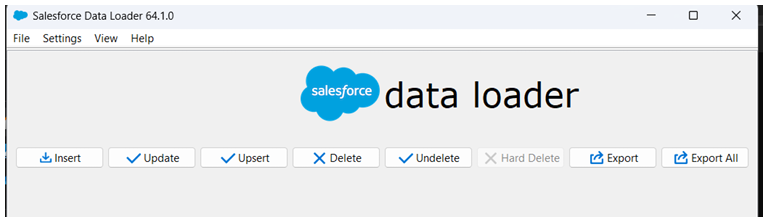 Salesforce Data Loader 64.1.0
File Settings View Help
salesforce data loader
Insert Update Upsert Delete Undelete Hard Delete Export Export All